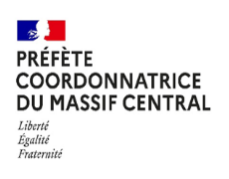 PRÉFÈTE
COORDONNATRICE
DU MASSIF CENTRAL
Liberté
Égalité
Fraternité